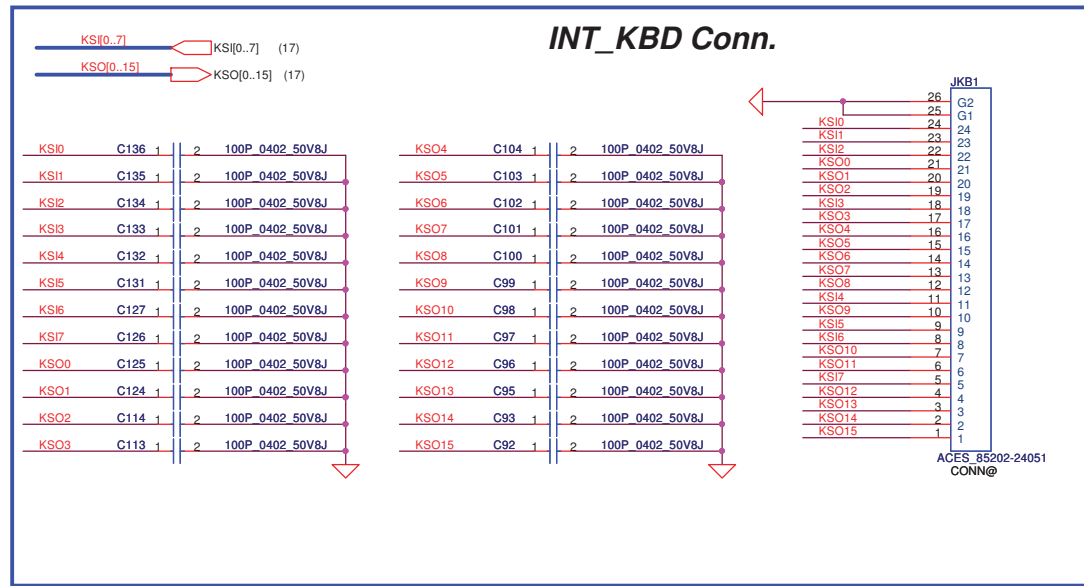 INT_KBD Conn.
KSI[0..7] KSI[0..7] (17)
KSO[0..15] KSO[0..15] (17)
KSI0 C136 1 2 100P_0402_50V8J
KSI1 C135 1 2 100P_0402_50V8J
KSI2 C134 1 2 100P_0402_50V8J
KSI3 C133 1 2 100P_0402_50V8J
KSI4 C132 1 2 100P_0402_50V8J
KSI5 C131 1 2 100P_0402_50V8J
KSI6 C127 1 2 100P_0402_50V8J
KSI7 C126 1 2 100P_0402_50V8J
KSO0 C125 1 2 100P_0402_50V8J
KSO1 C124 1 2 100P_0402_50V8J
KSO2 C114 1 2 100P_0402_50V8J
KSO3 C113 1 2 100P_0402_50V8J
KSO4 C104 1 2 100P_0402_50V8J
KSO5 C103 1 2 100P_0402_50V8J
KSO6 C102 1 2 100P_0402_50V8J
KSO7 C101 1 2 100P_0402_50V8J
KSO8 C100 1 2 100P_0402_50V8J
KSO9 C99 1 2 100P_0402_50V8J
KSO10 C98 1 2 100P_0402_50V8J
KSO11 C97 1 2 100P_0402_50V8J
KSO12 C96 1 2 100P_0402_50V8J
KSO13 C95 1 2 100P_0402_50V8J
KSO14 C93 1 2 100P_0402_50V8J
KSO15 C92 1 2 100P_0402_50V8J
JKB1
26 G2
25 G1
KSI0 24 24
KSI1 23 23
KSI2 22 22
KSO0 21 21
KSO1 20 20
KSO2 19 19
KSI3 18 18
KSO3 17 17
KSO4 16 16
KSO5 15 15
KSO6 14 14
KSO7 13 13
KSO8 12 12
KSI4 11 11
KSO9 10 10
KSI5 9 9
KSI6 8 8
KSO10 7 7
KSO11 6 6
KSI7 5 5
KSO12 4 4
KSO13 3 3
KSO14 2 2
KSO15 1 1
ACES_85202-24051
CONN@